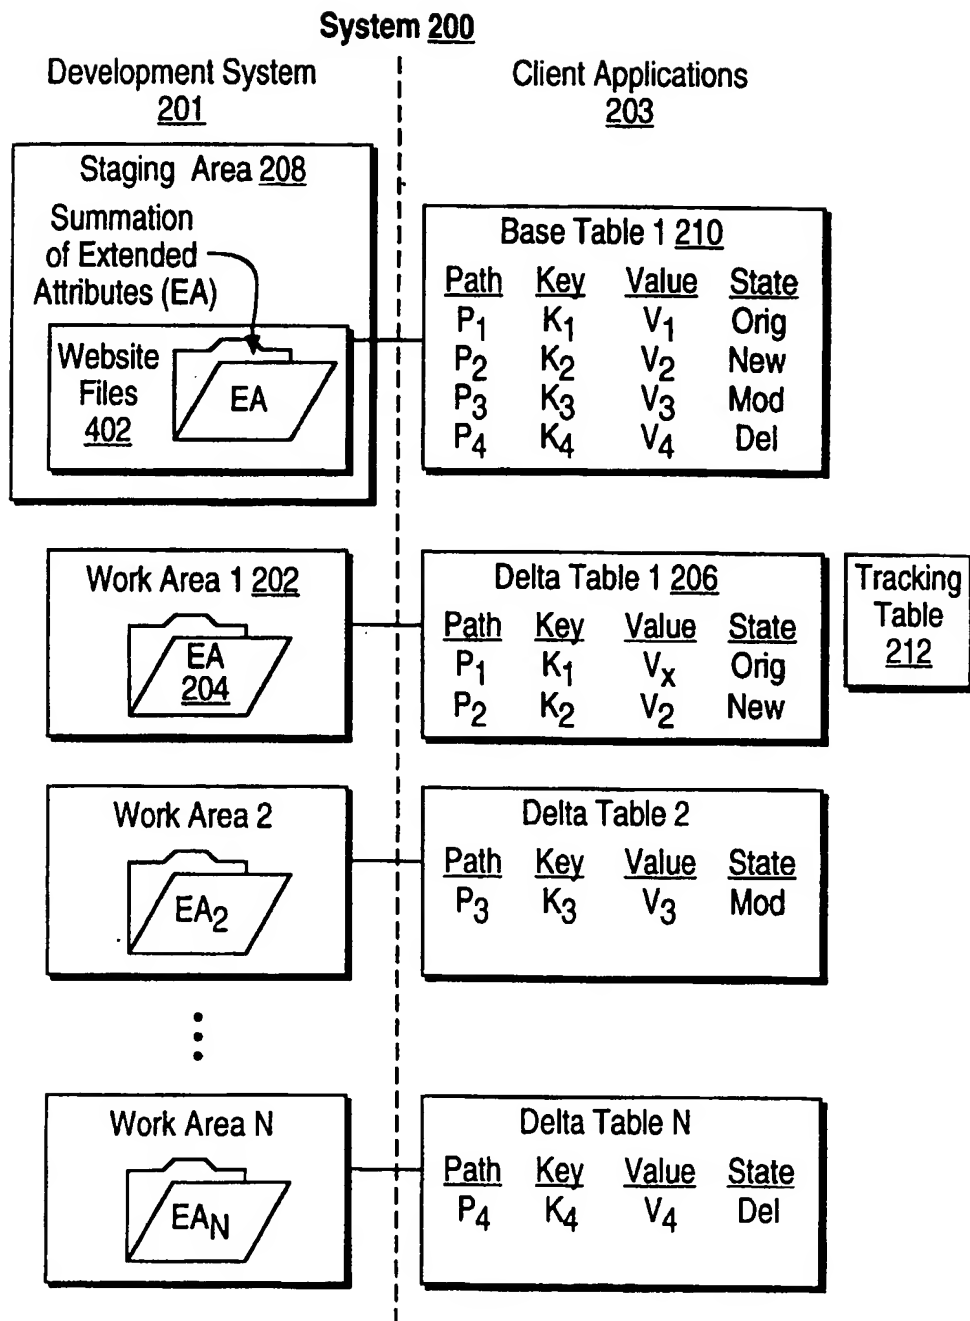 System 200
Development System
201
Client Applications
203
Staging Area 208
Summation
of Extended
Attributes (EA)
Website
Files
402
EA
Base Table 1 210
Path Key Value State
P1 K1 V1 Orig
P2 K2 V2 New
P3 K3 V3 Mod
P4 K4 V4 Del
Work Area 1 202
EA
204
Delta Table 1 206
Path Key Value State
P1 K1 Vx Orig
P2 K2 V2 New
Tracking
Table
212
Work Area 2
EA2
Delta Table 2
Path Key Value State
P3 K3 V3 Mod
Work Area N
EAN
Delta Table N
Path Key Value State
P4 K4 V4 Del